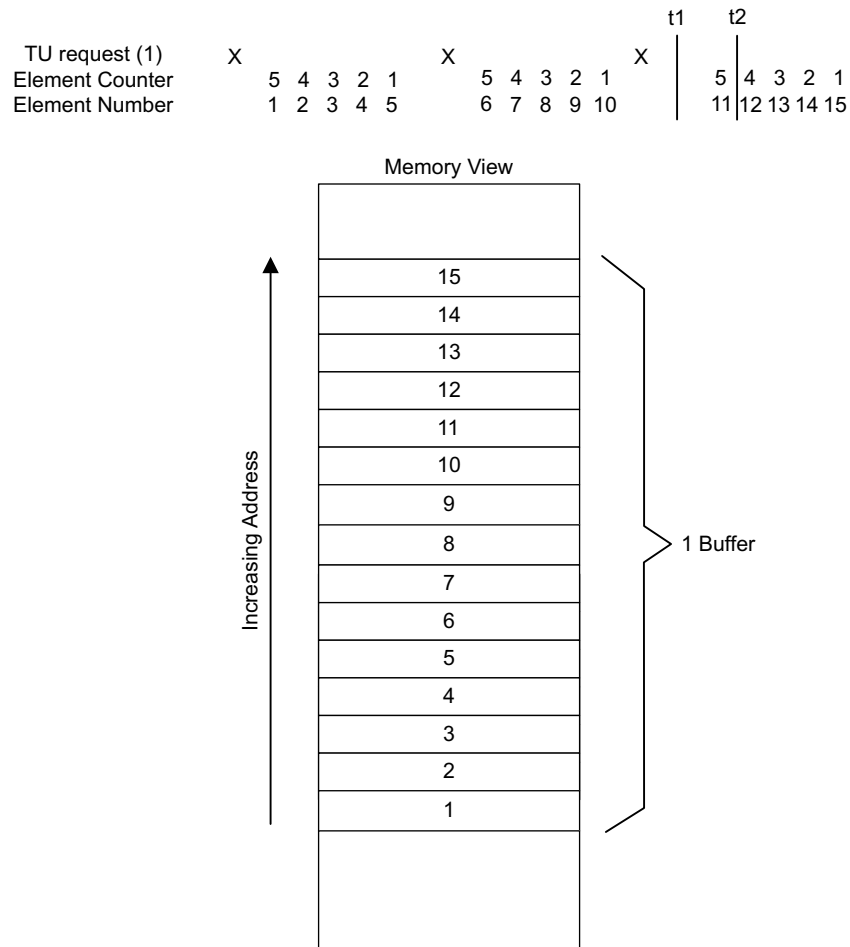 t1 t2
TU request (1) X X X
Element Counter 5 4 3 2 1 5 4 3 2 1 5 4 3 2 1
Element Number 1 2 3 4 5 6 7 8 9 10 11 12 13 14 15
Memory View
15
14
13
12
11
10
9
8
7
6
5
4
3
2
1
Increasing Address
1 Buffer